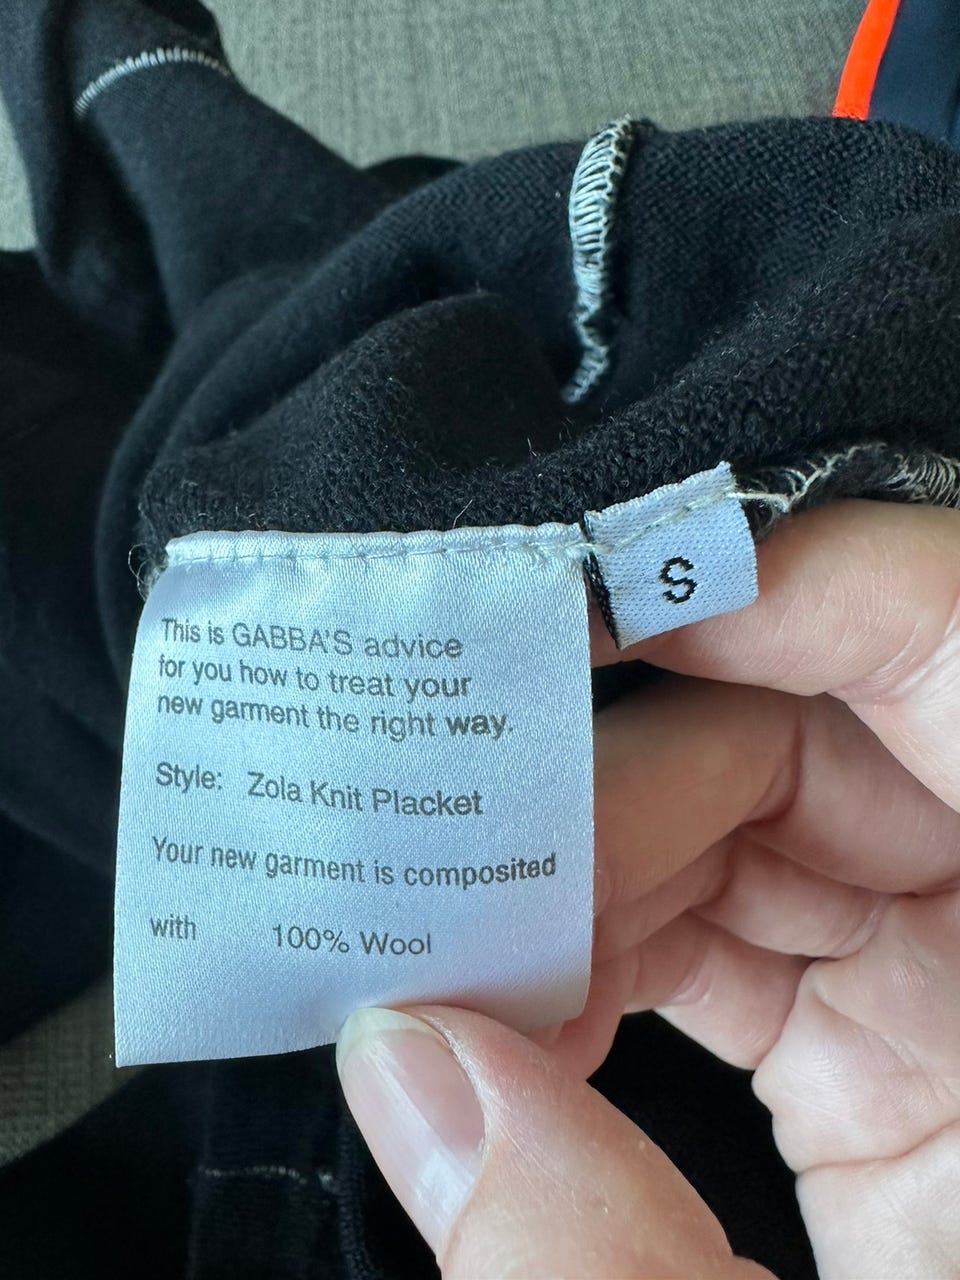 This is GABBA'S advice
for you how to treat your
new garment the right way.
Style: Zola Knit Placket
Your new garment is composited
with 100% Wool
S